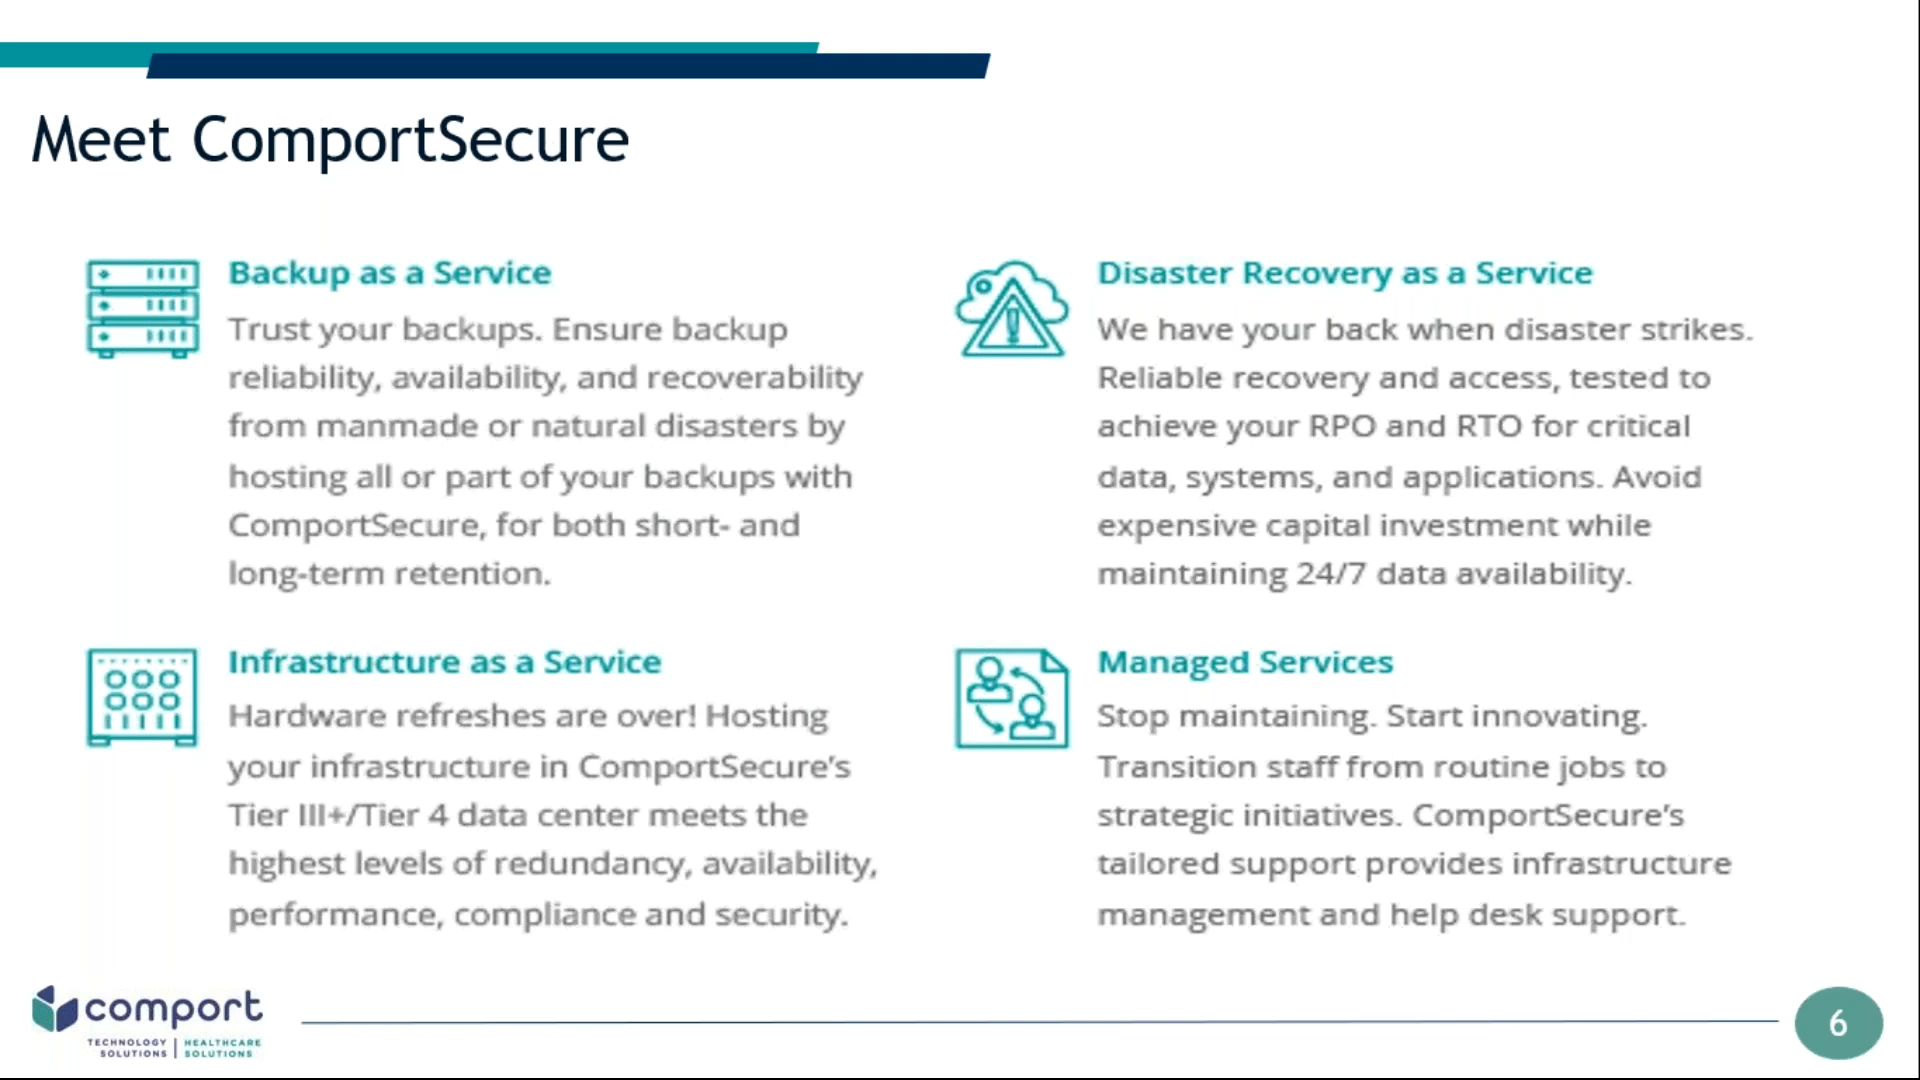 Meet ComportSecure
Backup as a Service
Trust your backups. Ensure backup
reliability, availability, and recoverability
from manmade or natural disasters by
hosting all or part of your backups with
ComportSecure, for both short- and
long-term retention.
Disaster Recovery as a Service
We have your back when disaster strikes.
Reliable recovery and access, tested to
achieve your RPO and RTO for critical
data, systems, and applications. Avoid
expensive capital investment while
maintaining 24/7 data availability.
Infrastructure as a Service
Hardware refreshes are over! Hosting
your infrastructure in ComportSecure’s
Tier III+/Tier 4 data center meets the
highest levels of redundancy, availability,
performance, compliance and security.
Managed Services
Stop maintaining. Start innovating.
Transition staff from routine jobs to
strategic initiatives. ComportSecure’s
tailored support provides infrastructure
management and help desk support.
comport
TECHNOLOGY SOLUTIONS | HEALTHCARE SOLUTIONS
6